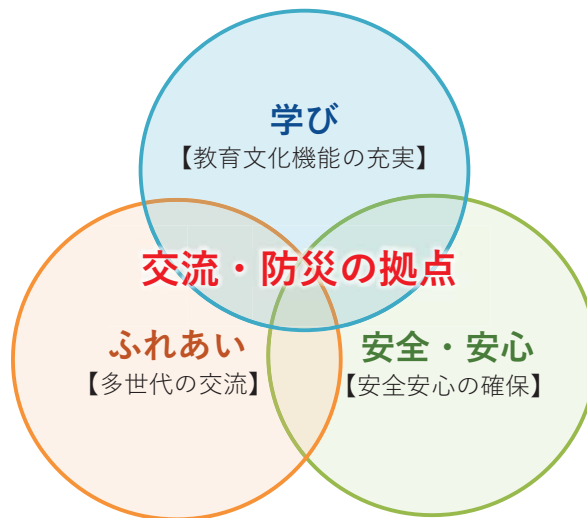 学び
【教育文化機能の充実】
交流・防災の拠点
ふれあい
【多世代の交流】
安全・安心
【安全安心の確保】